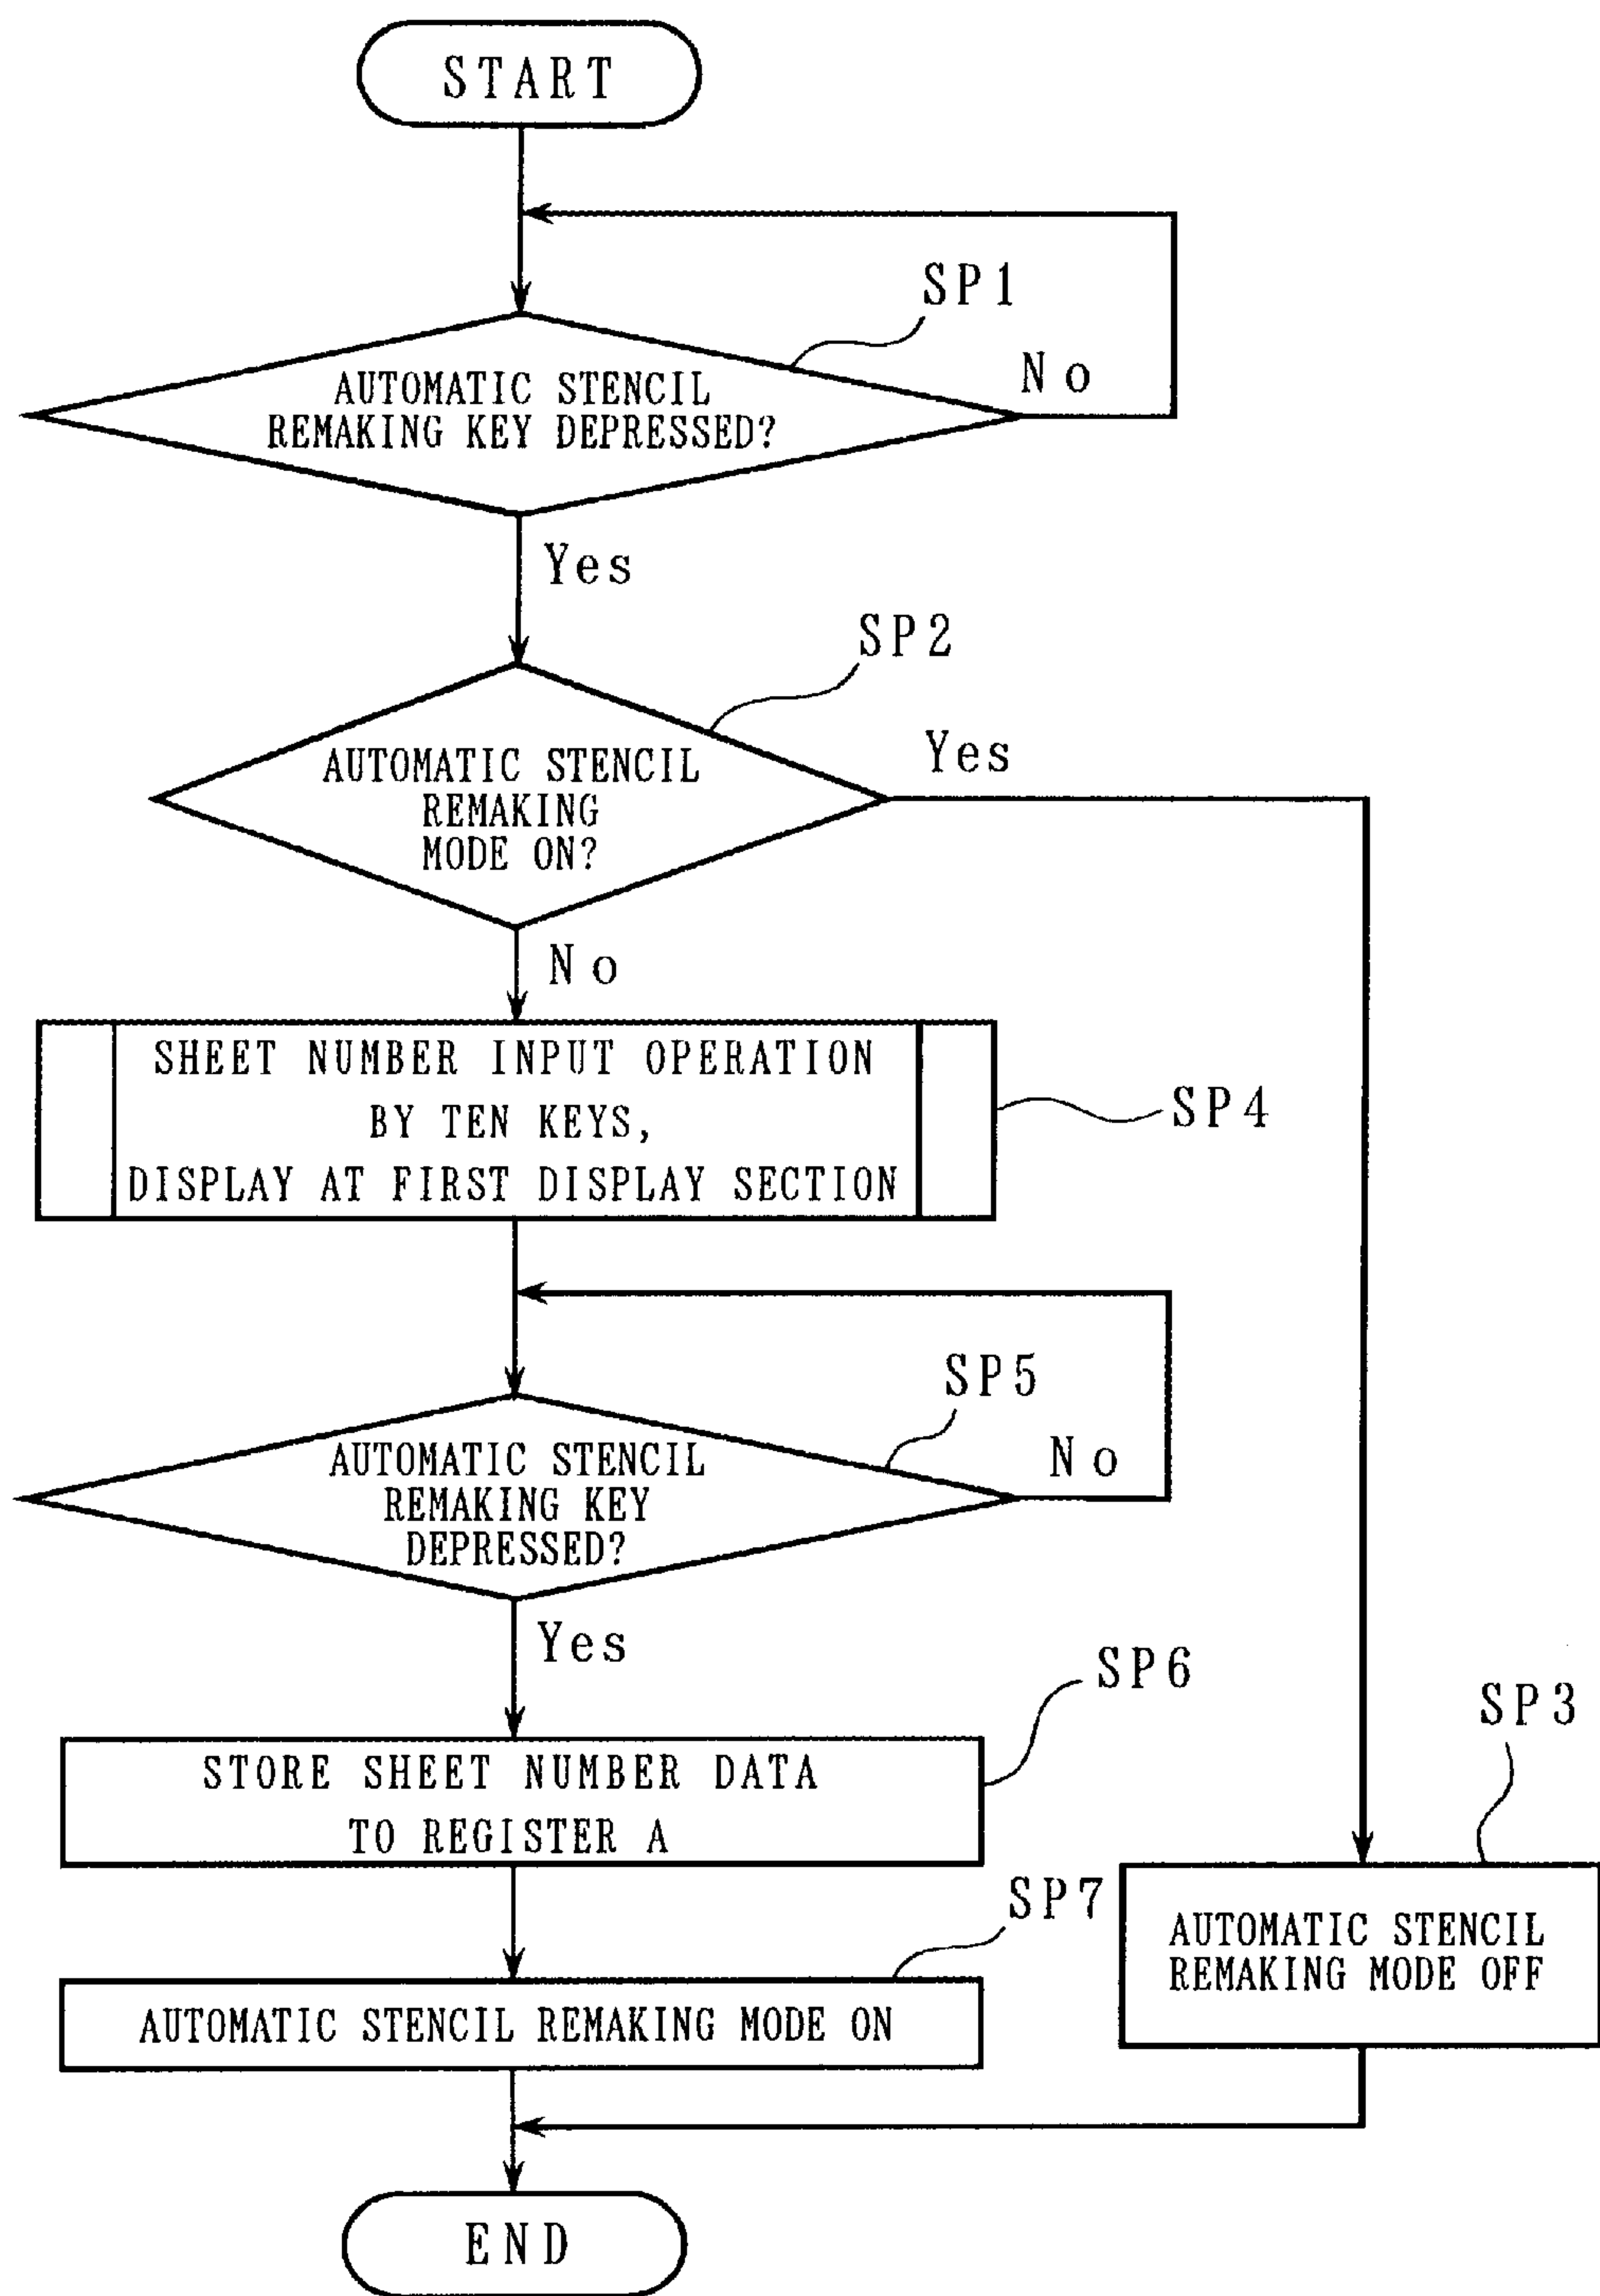 START
SP1
No
AUTOMATIC STENCIL
REMAKING KEY DEPRESSED?
Yes
SP2
Yes
AUTOMATIC STENCIL
REMAKING
MODE ON?
No
SHEET NUMBER INPUT OPERATION
BY TEN KEYS,
DISPLAY AT FIRST DISPLAY SECTION
SP4
SP5
No
AUTOMATIC STENCIL
REMAKING KEY
DEPRESSED?
Yes
SP6
STORE SHEET NUMBER DATA
TO REGISTER A
SP3
SP7
AUTOMATIC STENCIL
REMAKING MODE OFF
AUTOMATIC STENCIL REMAKING MODE ON
END